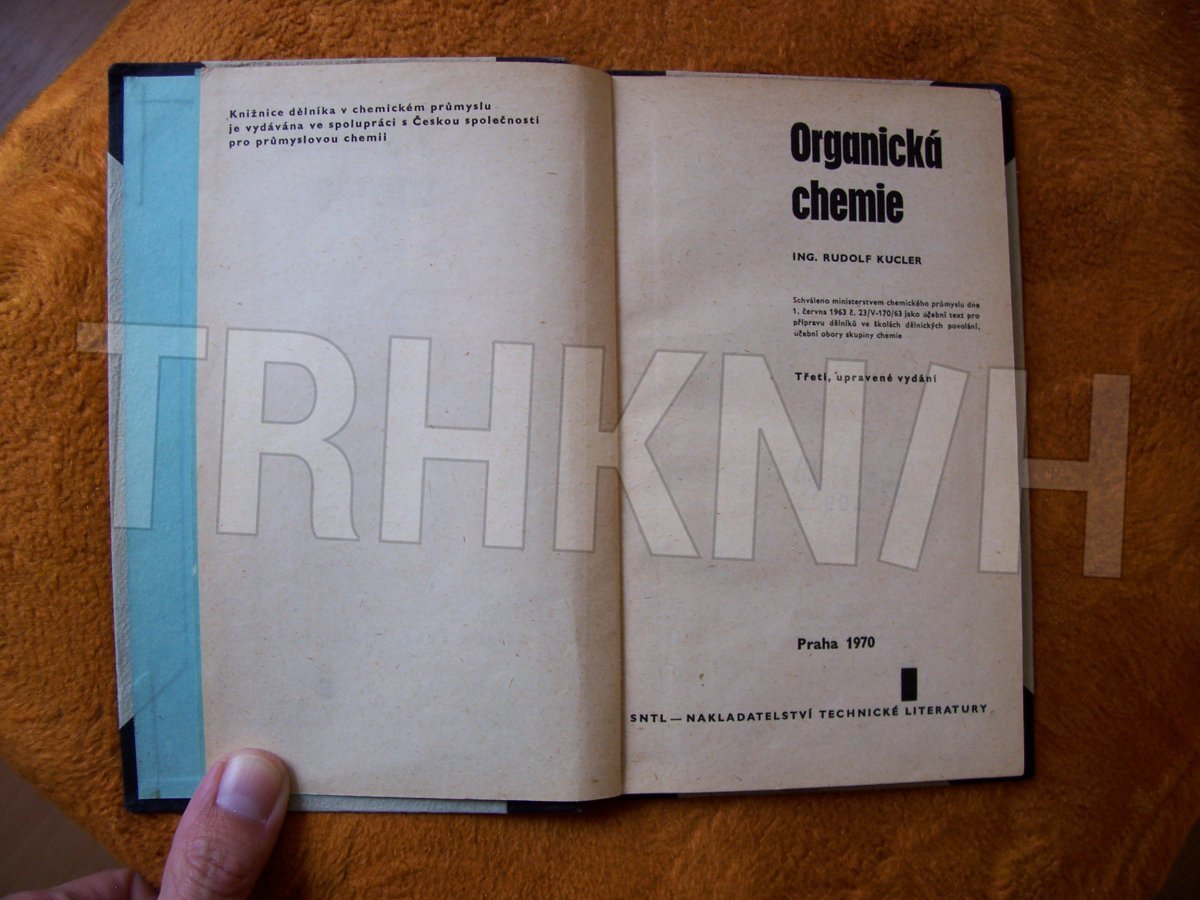 Knižnice dělníka v chemickém průmyslu
je vydávána ve spolupráci s Českou společností
pro průmyslovou chemii
Organická
chemie
ING. RUDOLF KUCLER
Schváleno ministerstvem chemického průmyslu dne
1. června 1963 č. 23/V-170/63 jako učební text pro
přípravu dělníků ve školách dělnických povolání,
učební obory skupiny chemie
Třetí, upravené vydání
TRHKNIH
Praha 1970
SNTL — NAKLADATELSTVÍ TECHNICKÉ LITERATURY